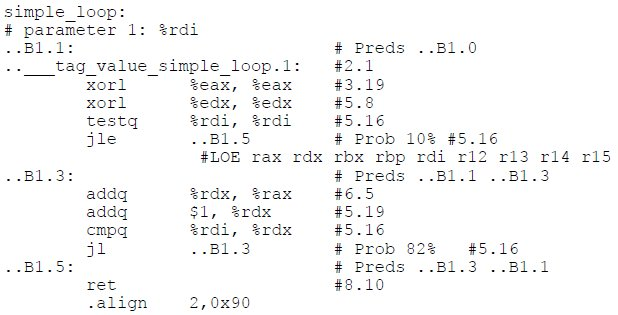 simple_loop:
# parameter 1: %rdi
..B1.1: # Preds ..B1.0
..___tag_value_simple_loop.1: #2.1
xorl %eax, %eax #3.19
xorl %edx, %edx #5.8
testq %rdi, %rdi #5.16
jle ..B1.5 # Prob 10% #5.16
#LOE rax rdx rbx rbp rdi r12 r13 r14 r15
..B1.3: # Preds ..B1.1 ..B1.3
addq %rdx, %rax #6.5
addq $1, %rdx #5.19
cmpq %rdi, %rdx #5.16
jl ..B1.3 # Prob 82% #5.16
..B1.5: # Preds ..B1.3 ..B1.1
ret #8.10
.align 2,0x90